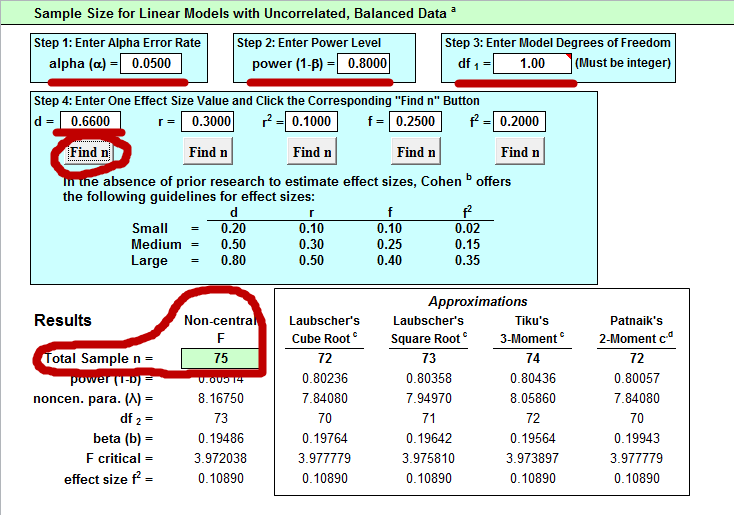 Sample Size for Linear Models with Uncorrelated, Balanced Data a
Step 1: Enter Alpha Error Rate
alpha (α) = 0.0500
Step 2: Enter Power Level
power (1-β) = 0.8000
Step 3: Enter Model Degrees of Freedom
df 1 = 1.00 (Must be integer)
Step 4: Enter One Effect Size Value and Click the Corresponding "Find n" Button
d = 0.6600 r = 0.3000 r² = 0.1000 f = 0.2500 f² = 0.2000
Find n Find n Find n Find n Find n
In the absence of prior research to estimate effect sizes, Cohen b offers
the following guidelines for effect sizes:
d r f f²
Small = 0.20 0.10 0.10 0.02
Medium = 0.50 0.30 0.25 0.15
Large = 0.80 0.50 0.40 0.35
Approximations
Results Non-central Laubscher's Laubscher's Tiku's Patnaik's
F Cube Root c Square Root c 3-Moment c 2-Moment c,d
Total Sample n = 75 72 73 74 72
power (1-b) = 0.80514 0.80236 0.80358 0.80436 0.80057
noncen. para. (Λ) = 8.16750 7.84080 7.94970 8.05860 7.84080
df 2 = 73 70 71 72 70
beta (b) = 0.19486 0.19764 0.19642 0.19564 0.19943
F critical = 3.972038 3.977779 3.975810 3.973897 3.977779
effect size f² = 0.10890 0.10890 0.10890 0.10890 0.10890